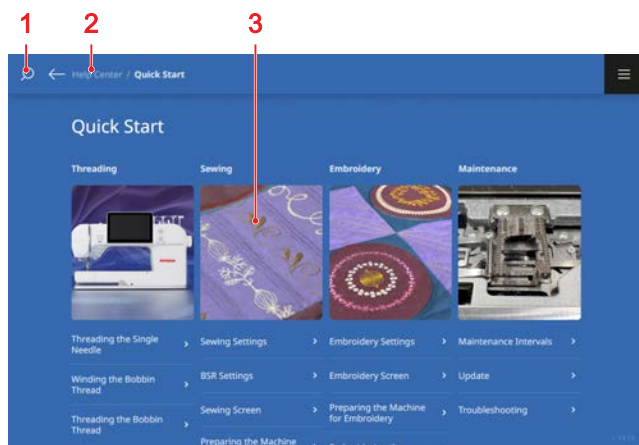 1 2 3
Help Center / Quick Start
Quick Start
Threading Sewing Embroidery Maintenance
Threading the Single
Needle
Sewing Settings
Embroidery Settings
Maintenance Intervals
Winding the Bobbin
Thread
BSR Settings
Embroidery Screen
Update
Threading the Bobbin
Thread
Sewing Screen
Preparing the Machine
for Embroidery
Troubleshooting
Preparing the Machine